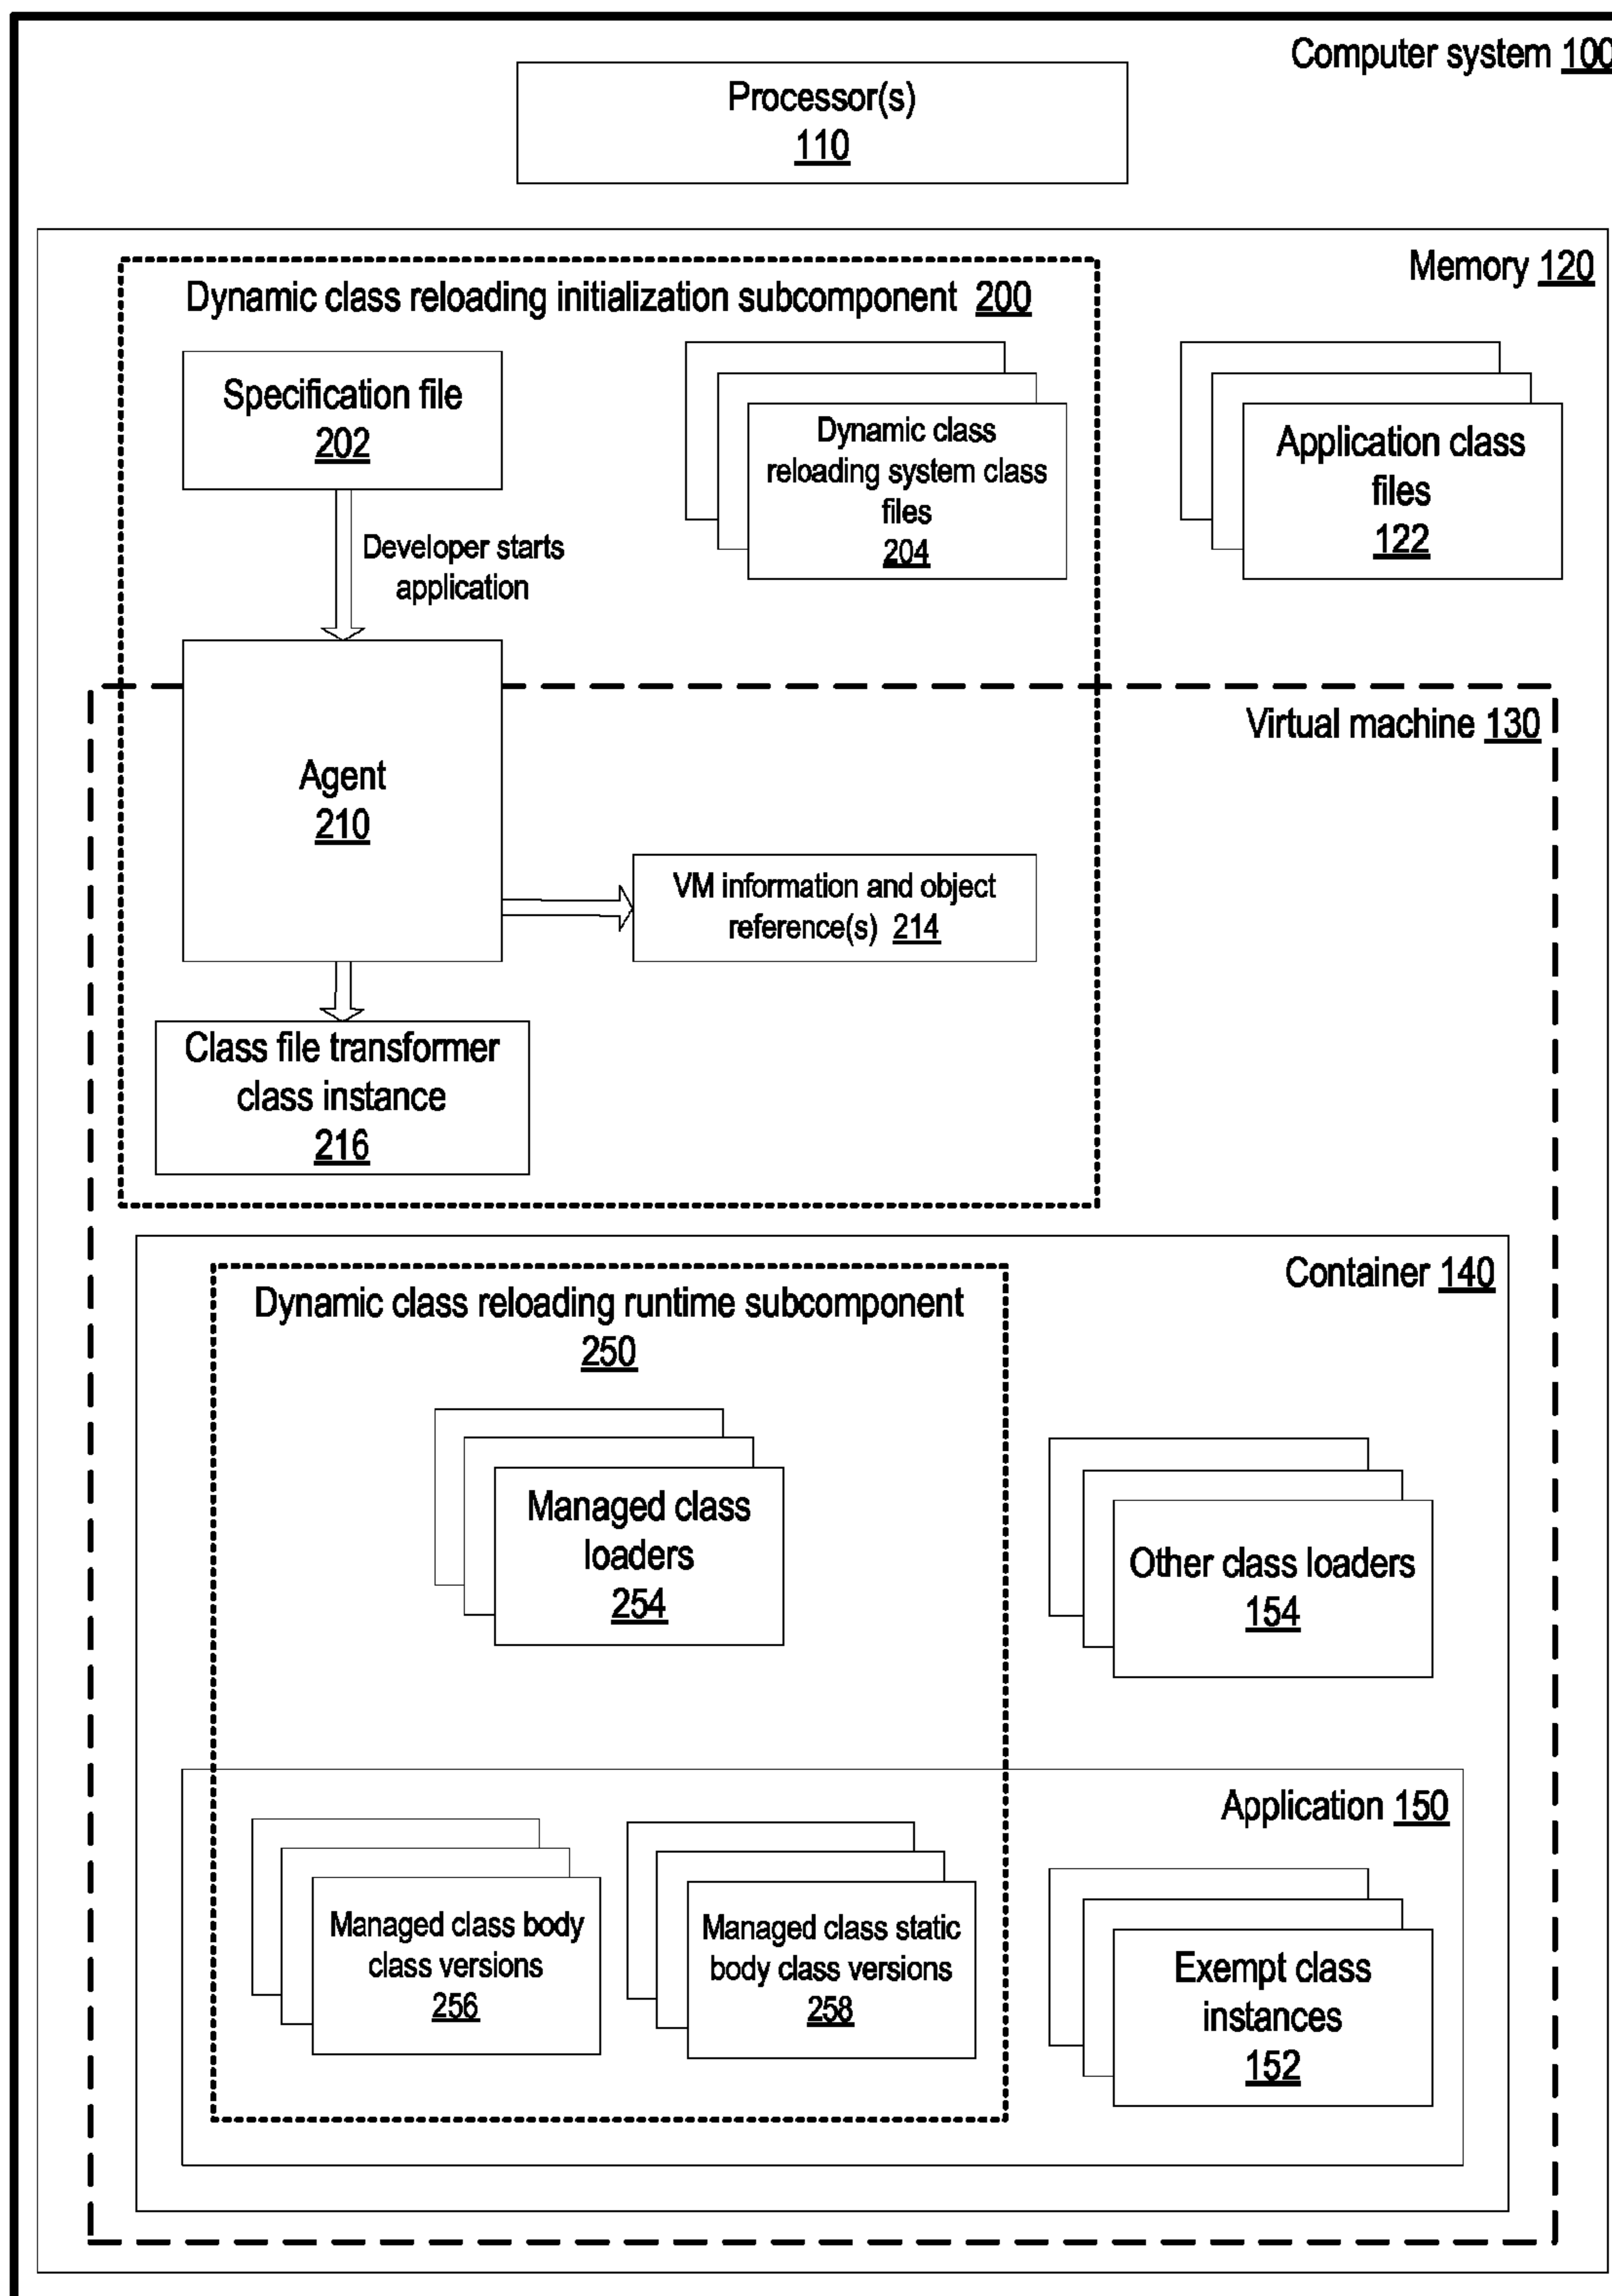 Computer system 100
Processor(s)
110
Memory 120
Dynamic class reloading initialization subcomponent 200
Specification file
202
Dynamic class
reloading system class
files
204
Application class
files
122
Developer starts
application
Virtual machine 130
Agent
210
VM information and object
reference(s) 214
Class file transformer
class instance
216
Container 140
Dynamic class reloading runtime subcomponent
250
Managed class
loaders
254
Other class loaders
154
Application 150
Managed class body
class versions
256
Managed class static
body class versions
258
Exempt class
instances
152